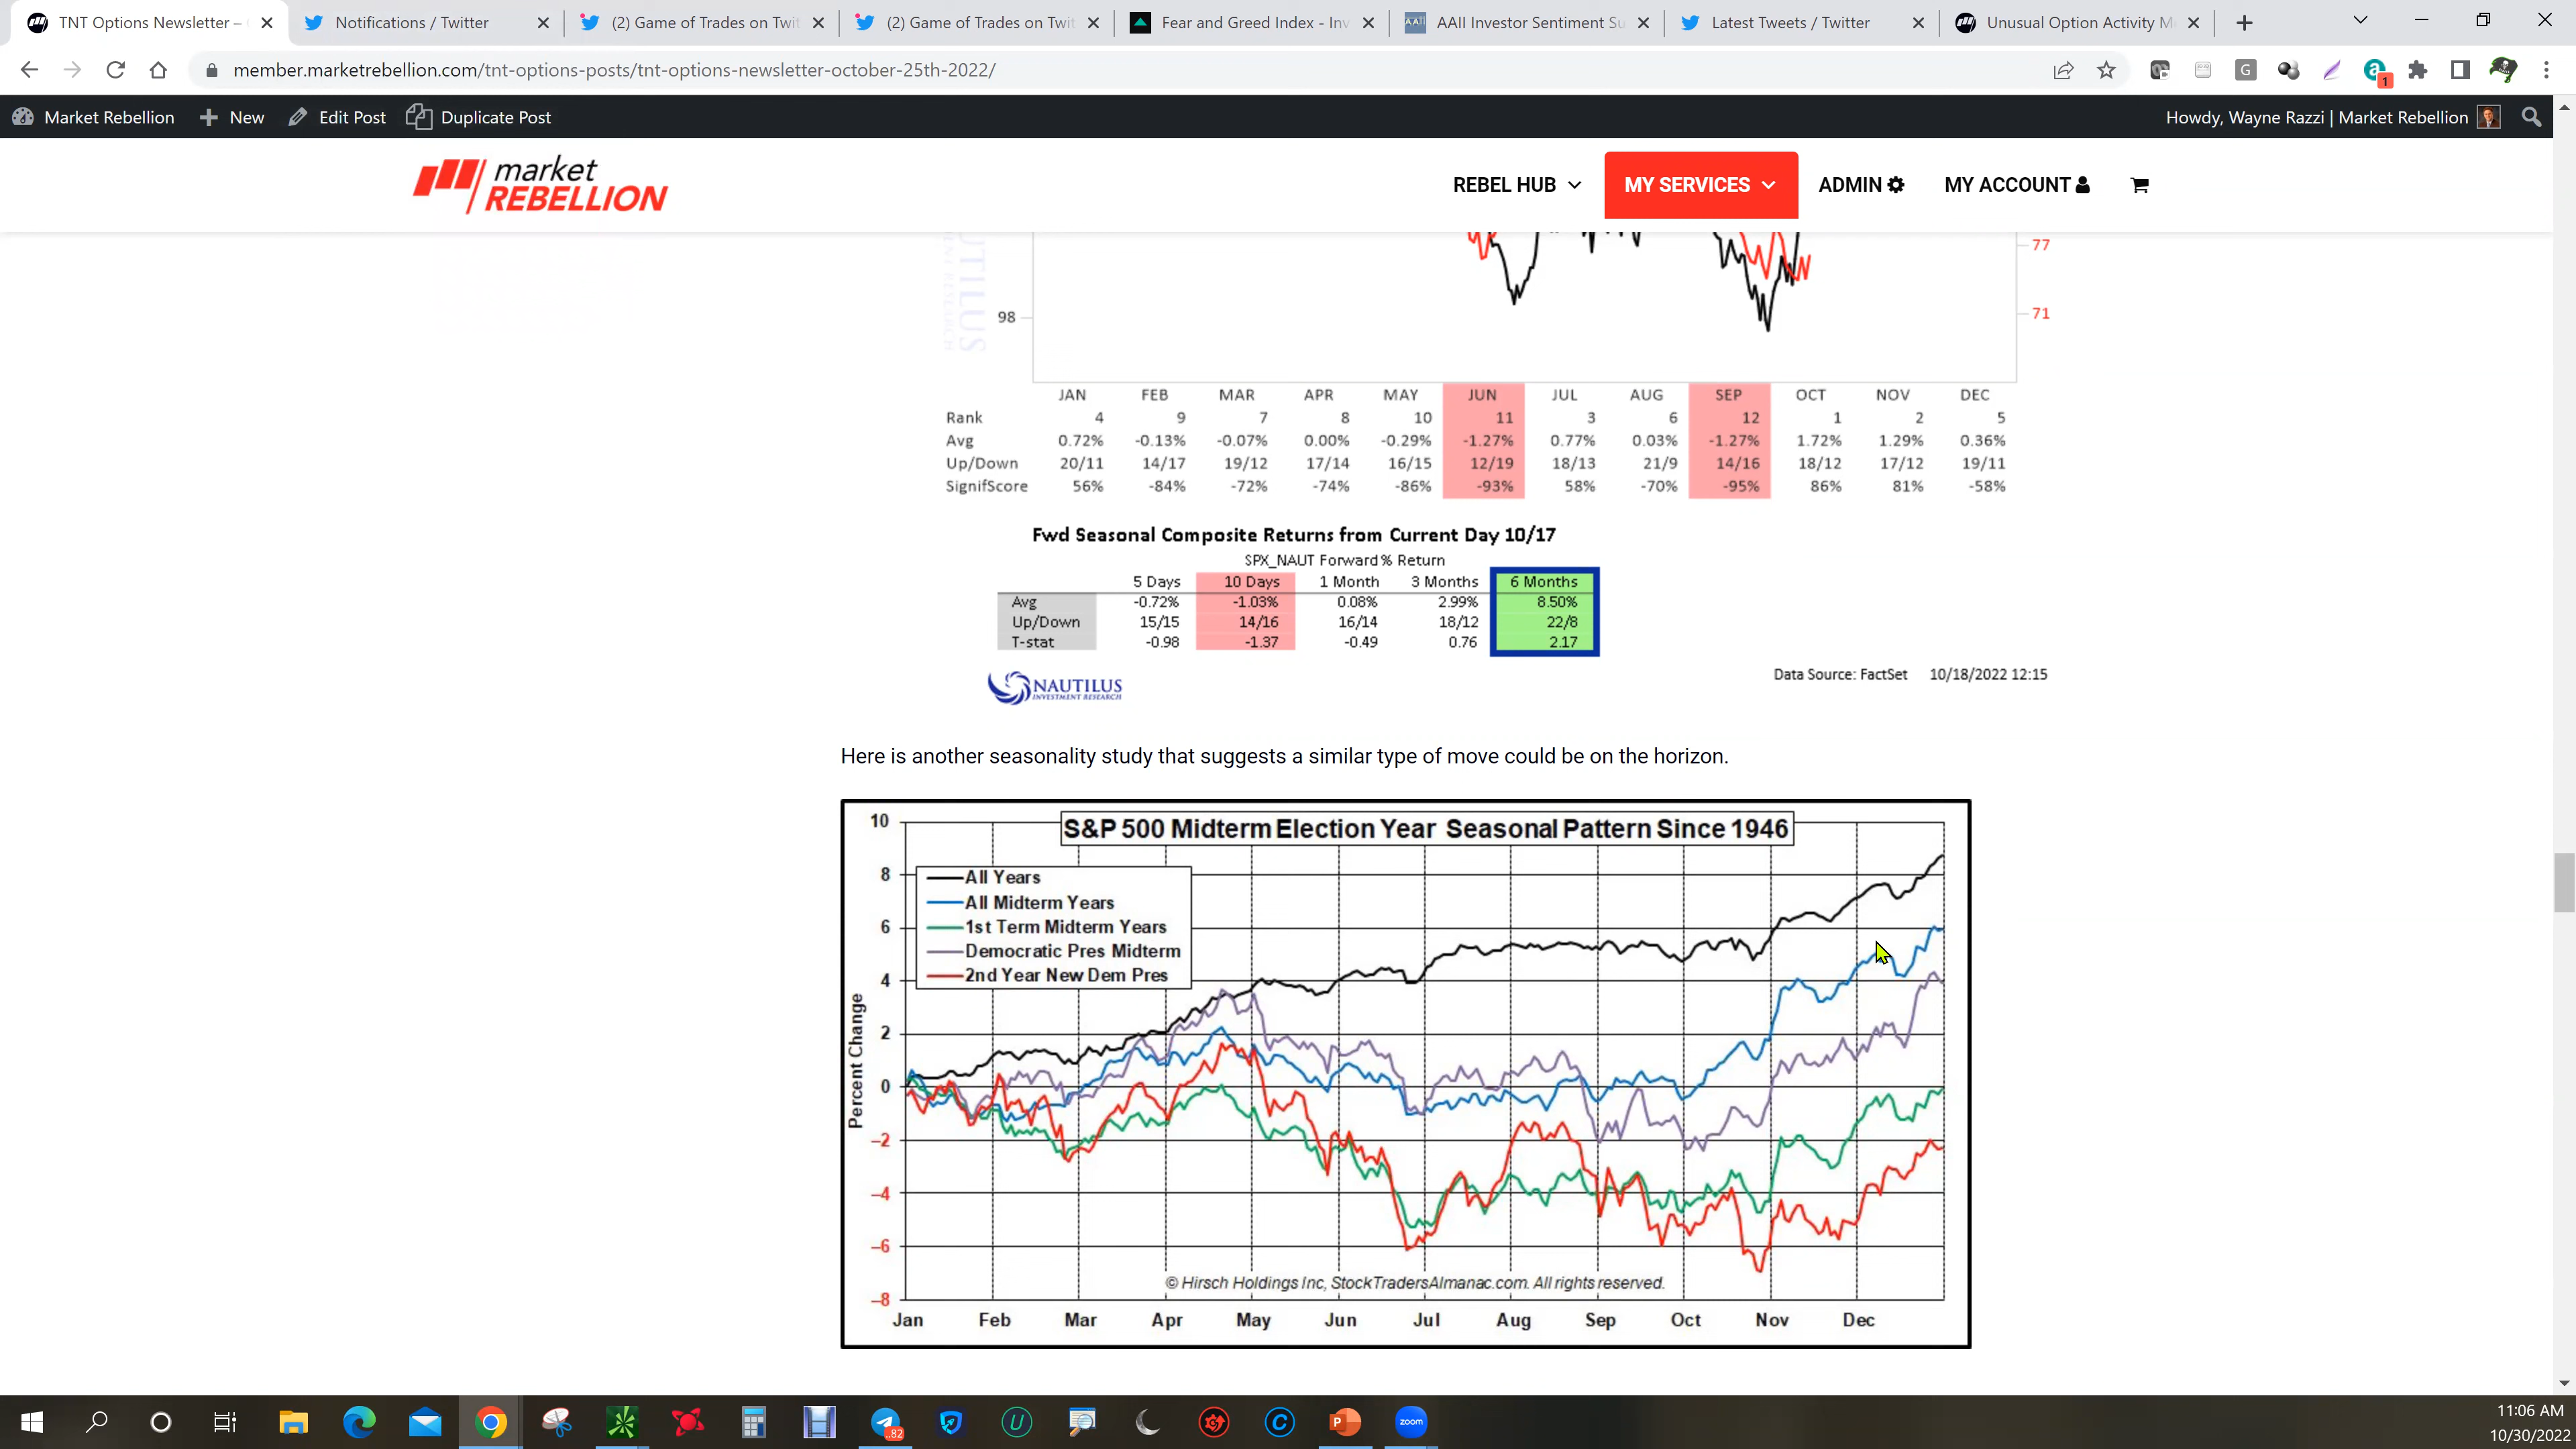 TNT Options Newsletter –
Notifications / Twitter
(2) Game of Trades on Twit
(2) Game of Trades on Twit
Fear and Greed Index - Inv
AAII Investor Sentiment Su
Latest Tweets / Twitter
Unusual Option Activity M
member.marketrebellion.com/tnt-options-posts/tnt-options-newsletter-october-25th-2022/
1
Market Rebellion
New
Edit Post
Duplicate Post
Howdy, Wayne Razzi | Market Rebellion
market
REBELLION
REBEL HUB
MY SERVICES
ADMIN
MY ACCOUNT
77
98
71
JAN FEB MAR APR MAY JUN JUL AUG SEP OCT NOV DEC
Rank 4 9 7 8 10 11 3 6 12 1 2 5
Avg 0.72% -0.13% -0.07% 0.00% -0.29% -1.27% 0.77% 0.03% -1.27% 1.72% 1.29% 0.36%
Up/Down 20/11 14/17 19/12 17/14 16/15 12/19 18/13 21/9 14/16 18/12 17/12 19/11
SignifScore 56% -84% -72% -74% -86% -93% 58% -70% -95% 86% 81% -58%
Fwd Seasonal Composite Returns from Current Day 10/17
SPX_NAUT Forward % Return
5 Days 10 Days 1 Month 3 Months 6 Months
Avg -0.72% -1.03% 0.08% 2.99% 8.50%
Up/Down 15/15 14/16 16/14 18/12 22/8
T-stat -0.98 -1.37 -0.49 0.76 2.17
NAUTILUS
INVESTMENT RESEARCH
Data Source: FactSet 10/18/2022 12:15
Here is another seasonality study that suggests a similar type of move could be on the horizon.
S&P 500 Midterm Election Year Seasonal Pattern Since 1946
All Years
All Midterm Years
1st Term Midterm Years
Democratic Pres Midterm
2nd Year New Dem Pres
Percent Change
10
8
6
4
2
0
-2
-4
-6
-8
© Hirsch Holdings Inc, StockTradersAlmanac.com. All rights reserved.
Jan Feb Mar Apr May Jun Jul Aug Sep Oct Nov Dec
82
zoom
11:06 AM
10/30/2022